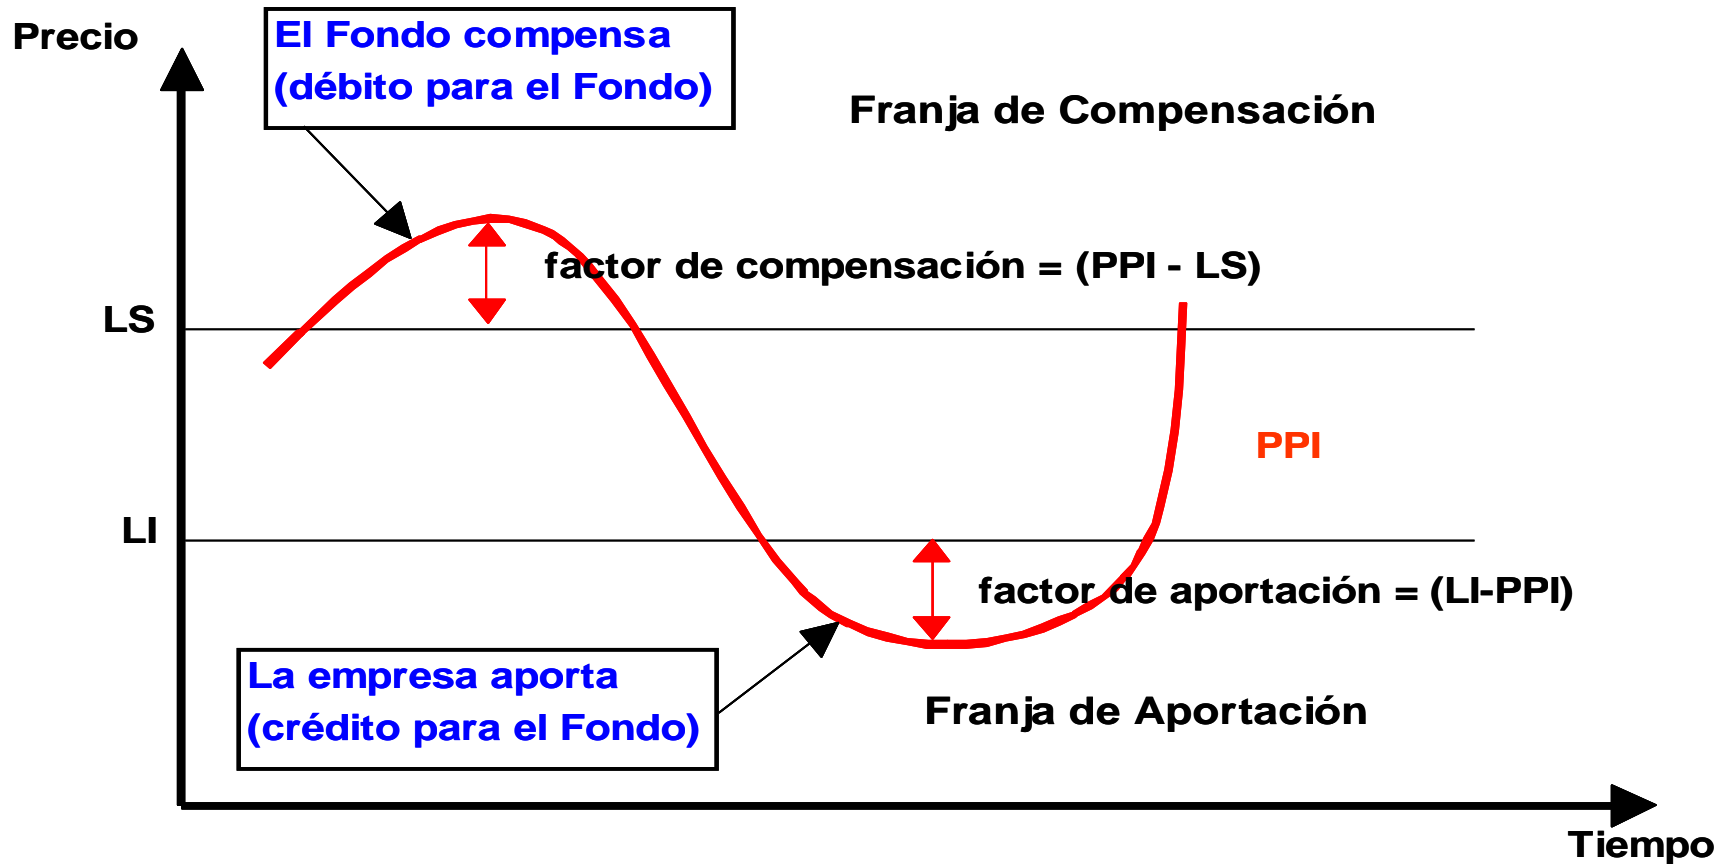 Precio
El Fondo compensa
(débito para el Fondo)
Franja de Compensación
factor de compensación = (PPI - LS)
LS
PPI
LI
factor de aportación = (LI-PPI)
La empresa aporta
(crédito para el Fondo)
Franja de Aportación
Tiempo